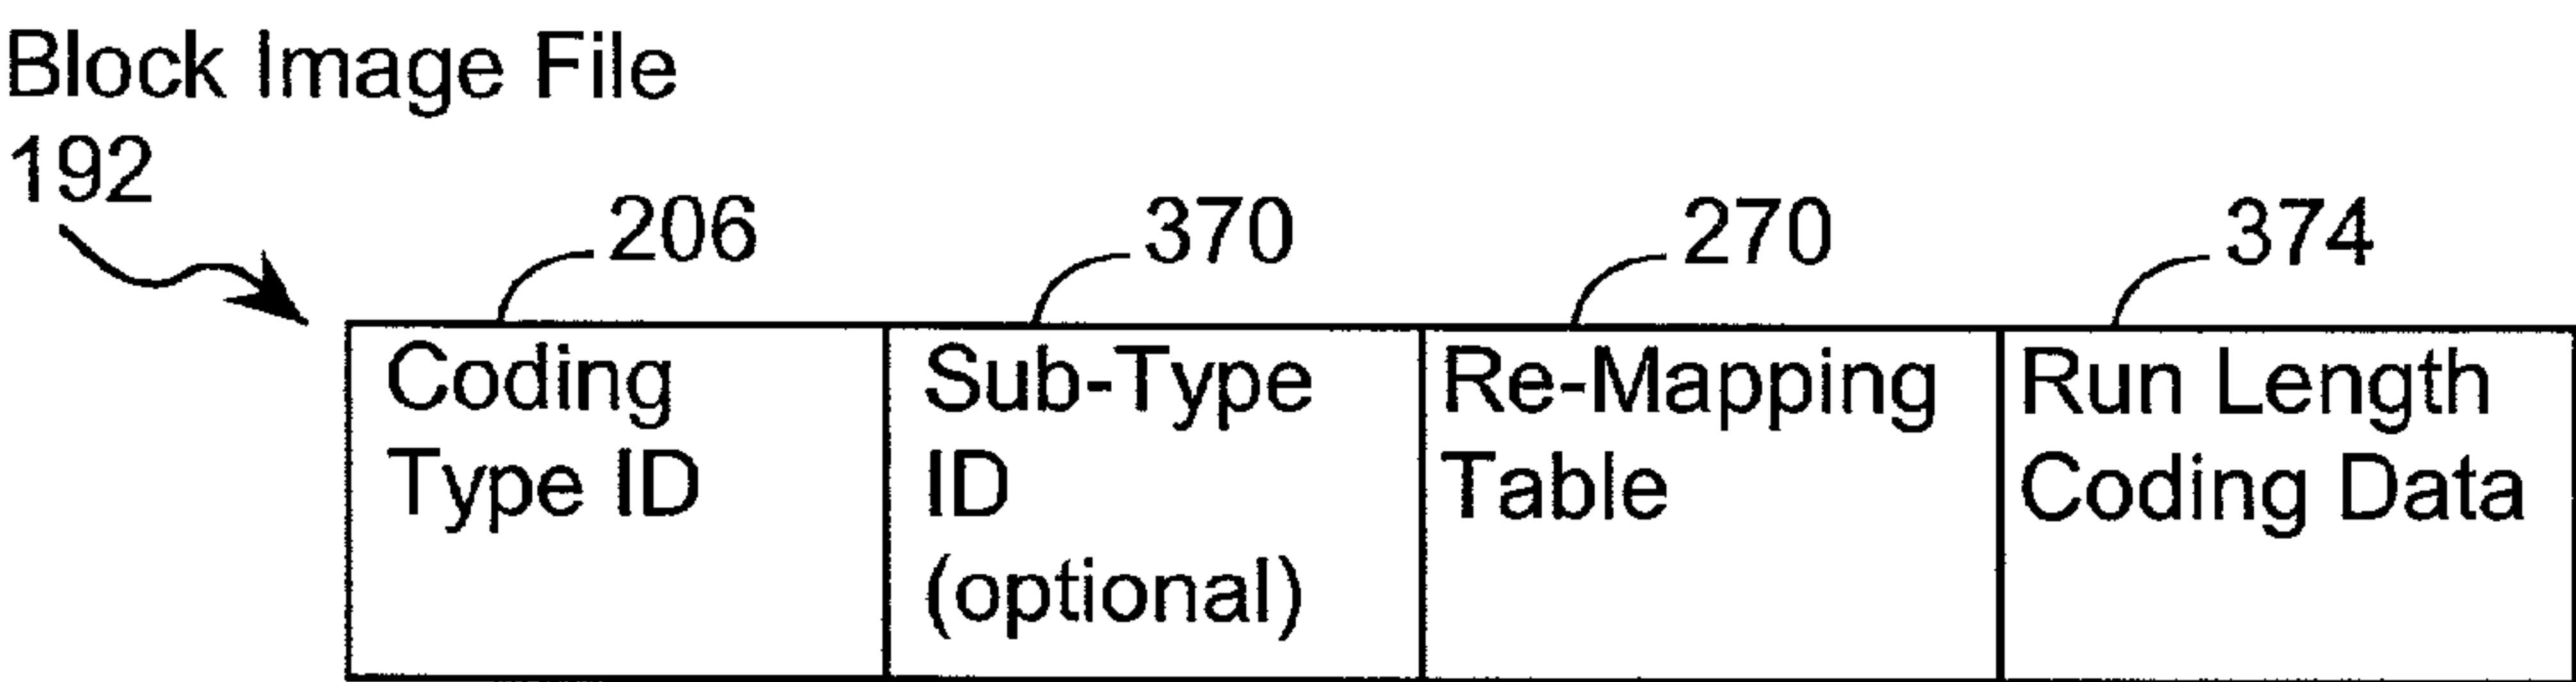 Block Image File
192
206
370
270
374
Coding
Type ID
Sub-Type
ID
(optional)
Re-Mapping
Table
Run Length
Coding Data